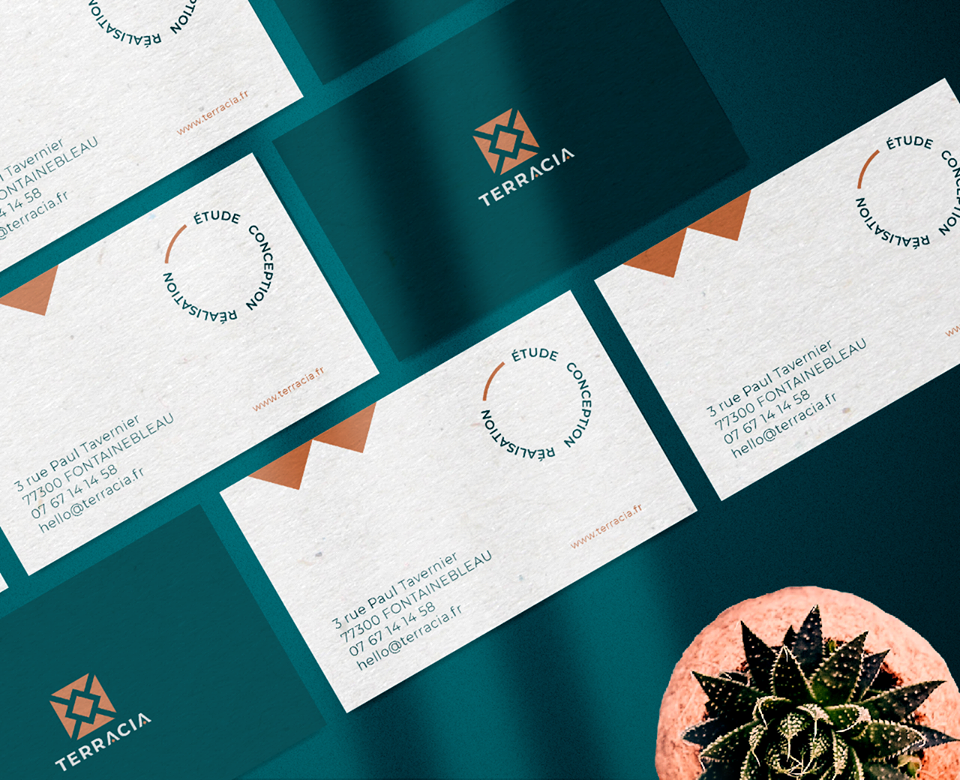 RÉALISATION
www.terracia.fr
Tavernier
FONTAINEBLEAU
14 58
@terracia.fr
TERRACIA
ÉTUDE CONCEPTION RÉALISATION
www.terracia.fr
3 rue Paul Tavernier
77300 FONTAINEBLEAU
07 67 14 14 58
hello@terracia.fr
ÉTUDE CONCEPTION RÉALISATION
3 rue Paul Tavernier
77300 FONTAINEBLEAU
07 67 14 14 58
hello@terracia.fr
ÉTUDE CONCEPTION RÉALISATION
www.terracia.fr
3 rue Paul Tavernier
77300 FONTAINEBLEAU
07 67 14 14 58
hello@terracia.fr
TERRACIA